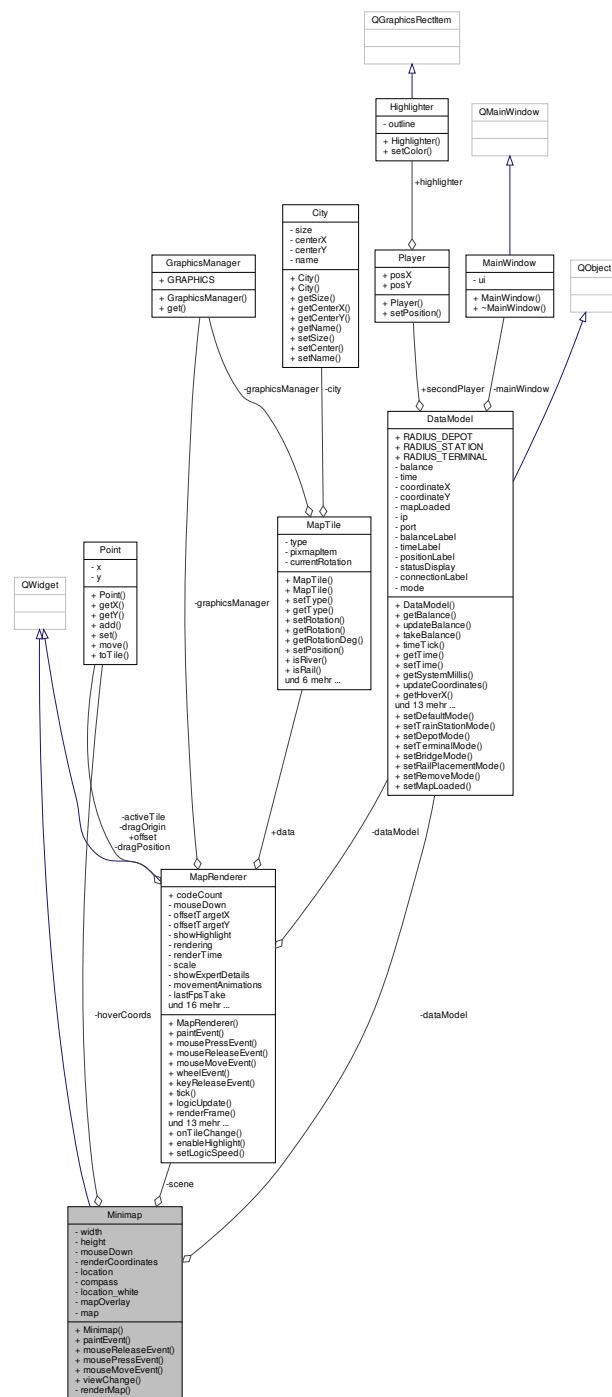 QGraphicsRectItem
Highlighter
- outline
+ Highlighter()
+ setColor()
QMainWindow
+highlighter
City
- size
- centerX
- centerY
- name
+ City()
+ City()
+ getSize()
+ getCenterX()
+ getCenterY()
+ getName()
+ setSize()
+ setCenter()
+ setName()
GraphicsManager
+ GRAPHICS
+ GraphicsManager()
+ get()
Player
+ posX
+ posY
+ Player()
+ setPosition()
MainWindow
- ui
+ MainWindow()
+ ~MainWindow()
QObject
-graphicsManager
-city
+secondPlayer
-mainWindow
DataModel
+ RADIUS_DEPOT
+ RADIUS_STATION
+ RADIUS_TERMINAL
- balance
- time
- coordinateX
- coordinateY
- mapLoaded
- ip
- port
- balanceLabel
- timeLabel
- positionLabel
- statusDisplay
- connectionLabel
- mode
+ DataModel()
+ getBalance()
+ updateBalance()
+ takeBalance()
+ timeTick()
+ getTime()
+ setTime()
+ getSystemMillis()
+ updateCoordinates()
+ getHoverX()
und 13 mehr ...
+ setDefaultMode()
+ setTrainStationMode()
+ setDepotMode()
+ setTerminalMode()
+ setBridgeMode()
+ setRailPlacementMode()
+ setRemoveMode()
+ setMapLoaded()
MapTile
- type
- pixmapItem
- currentRotation
+ MapTile()
+ MapTile()
+ setType()
+ getType()
+ setRotation()
+ getRotation()
+ getRotationDeg()
+ setPosition()
+ isRiver()
+ isRail()
und 6 mehr ...
Point
- x
- y
+ Point()
+ getX()
+ getY()
+ add()
+ set()
+ move()
+ toTile()
QWidget
-graphicsManager
-activeTile
-dragOrigin
+offset
-dragPosition
+data
-dataModel
MapRenderer
+ codeCount
- mouseDown
- offsetTargetX
- offsetTargetY
- showHighlight
- rendering
- renderTime
- scale
- showExpertDetails
- movementAnimations
- lastFpsTake
und 16 mehr ...
+ MapRenderer()
+ paintEvent()
+ mousePressEvent()
+ mouseReleaseEvent()
+ mouseMoveEvent()
+ wheelEvent()
+ keyReleaseEvent()
+ tick()
+ logicUpdate()
+ renderFrame()
und 13 mehr ...
+ onTileChange()
+ enableHighlight()
+ setLogicSpeed()
-hoverCoords
-dataModel
-scene
Minimap
- width
- height
- mouseDown
- renderCoordinates
- location
- compass
- location_white
- mapOverlay
- map
+ Minimap()
+ paintEvent()
+ mouseReleaseEvent()
+ mousePressEvent()
+ mouseMoveEvent()
+ viewChange()
- renderMap()